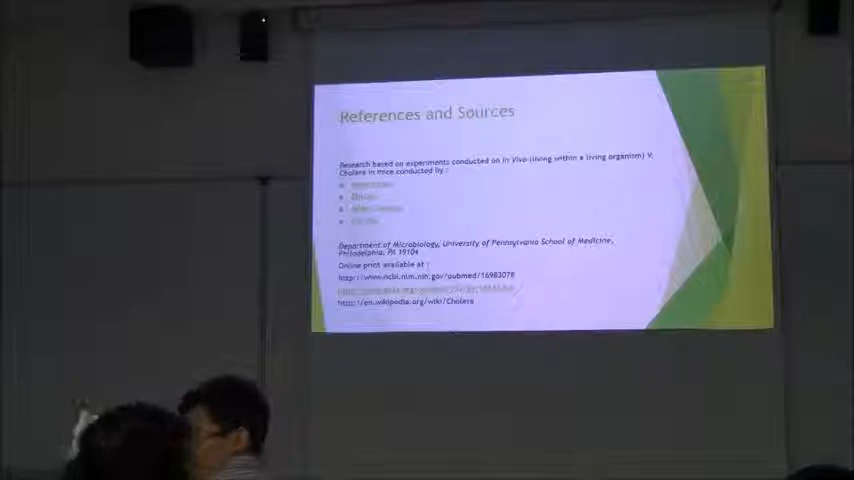 References and Sources
Research based on experiments conducted on In Vivo (living within a living organism) V.
Cholera in mice conducted by :
Department of Microbiology, University of Pennsylvania School of Medicine,
Philadelphia, PA 19104
Online print available at :
http://www.ncbi.nlm.nih.gov/pubmed/16983078
https://en.wikipedia.org/wiki/Cholera